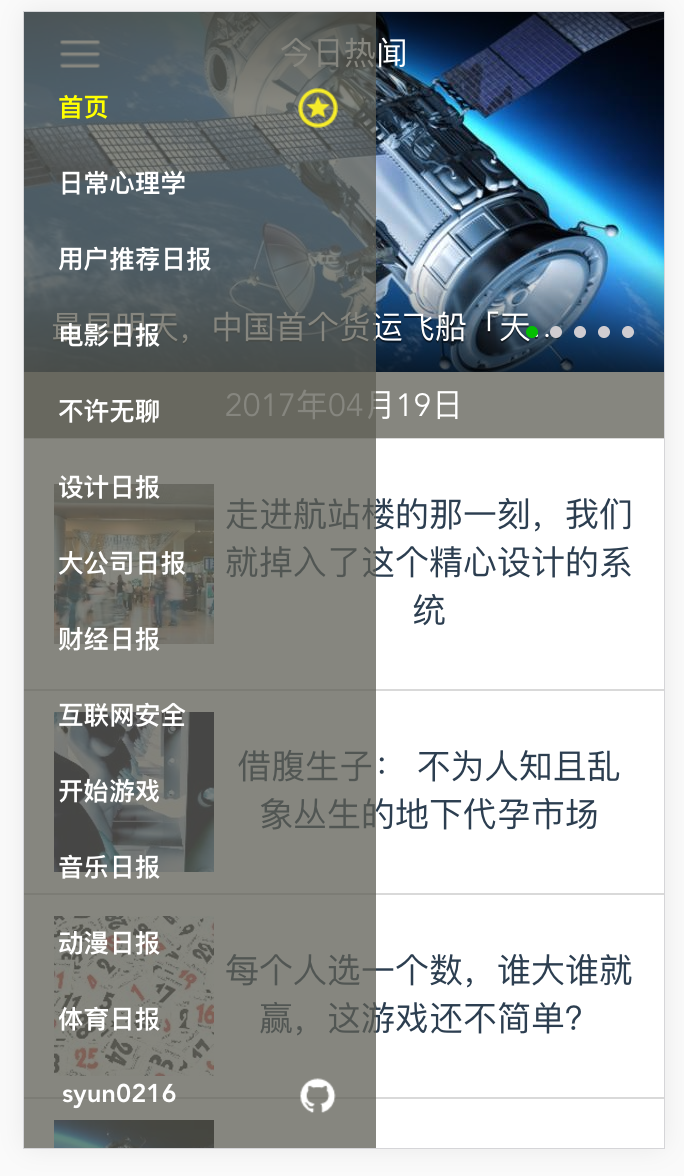 今日热闻
首页
日常心理学
用户推荐日报
电影日报
最早明天，中国首个货运飞船「天...
不许无聊
2017年04月19日
设计日报
大公司日报
走进航站楼的那一刻，我们
就掉入了这个精心设计的系
统
财经日报
互联网安全
开始游戏
借腹生子： 不为人知且乱
象丛生的地下代孕市场
音乐日报
动漫日报
体育日报
每个人选一个数，谁大谁就
赢，这游戏还不简单？
syun0216